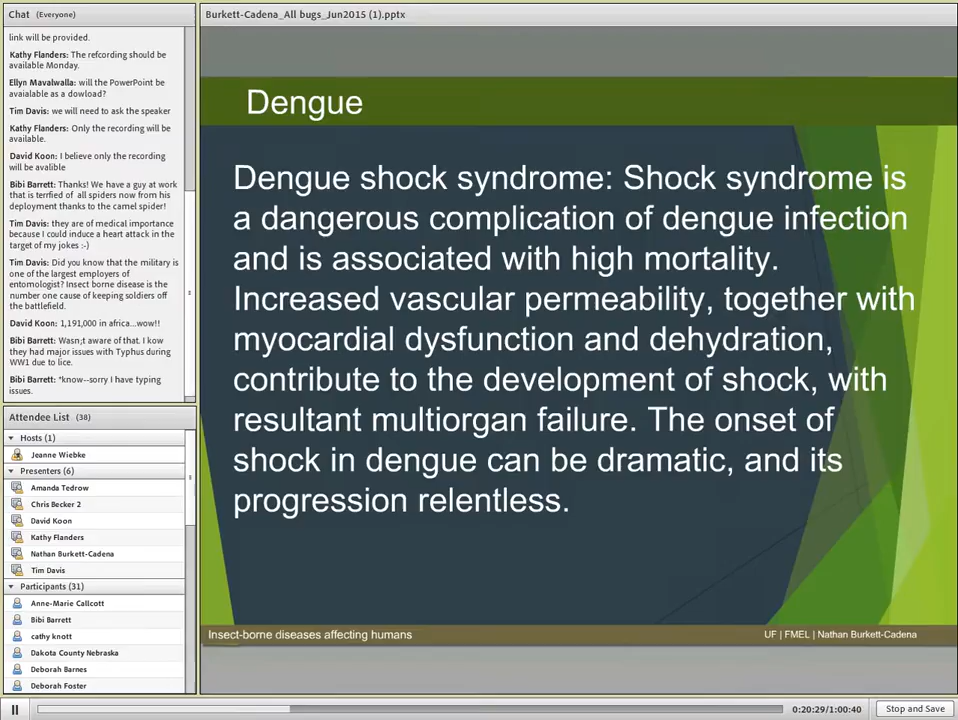 Chat (Everyone)
link will be provided.
Kathy Flanders: The refcording should be
available Monday.
Ellyn Mavalwalla: will the PowerPoint be
avaialable as a dowload?
Tim Davis: we will need to ask the speaker
Kathy Flanders: Only the recording will be
available.
David Koon: I believe only the recording
will be avalible
Bibi Barrett: Thanks! We have a guy at work
that is terrfied of all spiders now from his
deployment thanks to the camel spider!
Tim Davis: they are of medical importance
because I could induce a heart attack in the
target of my jokes :-)
Tim Davis: Did you know that the military is
one of the largest employers of
entomologist? Insect borne disease is the
number one cause of keeping soldiers off
the battlefield.
David Koon: 1,191,000 in africa...wow!!
Bibi Barrett: Wasn;t aware of that. I kow
they had major issues with Typhus during
WW1 due to lice.
Bibi Barrett: *know--sorry I have typing
issues.
Attendee List (38)
Hosts (1)
Jeanne Wiebke
Presenters (6)
Amanda Tedrow
Chris Becker 2
David Koon
Kathy Flanders
Nathan Burkett-Cadena
Tim Davis
Participants (31)
Anne-Marie Callcott
Bibi Barrett
cathy knott
Dakota County Nebraska
Deborah Barnes
Deborah Foster
Burkett-Cadena_All bugs_Jun2015 (1).pptx
Dengue
Dengue shock syndrome: Shock syndrome is
a dangerous complication of dengue infection
and is associated with high mortality.
Increased vascular permeability, together with
myocardial dysfunction and dehydration,
contribute to the development of shock, with
resultant multiorgan failure. The onset of
shock in dengue can be dramatic, and its
progression relentless.
Insect-borne diseases affecting humans
UF | FMEL | Nathan Burkett-Cadena
0:20:29/1:00:40
Stop and Save